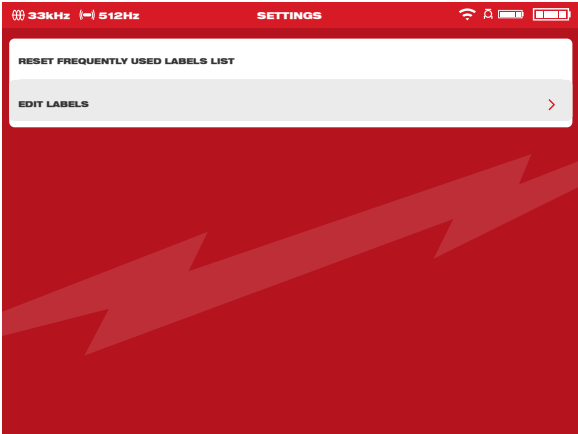 33kHz 512Hz SETTINGS
RESET FREQUENTLY USED LABELS LIST
EDIT LABELS